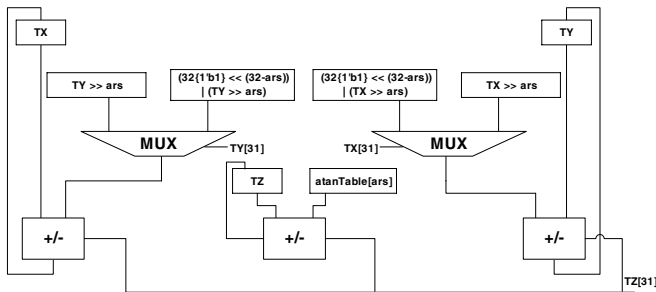 TX
TY
TY >> ars
(32{1'b1} << (32-ars))
| (TY >> ars)
(32{1'b1} << (32-ars))
| (TX >> ars)
TX >> ars
MUX
TY[31]
TX[31]
MUX
TZ
atanTable[ars]
+/-
+/-
+/-
TZ[31]